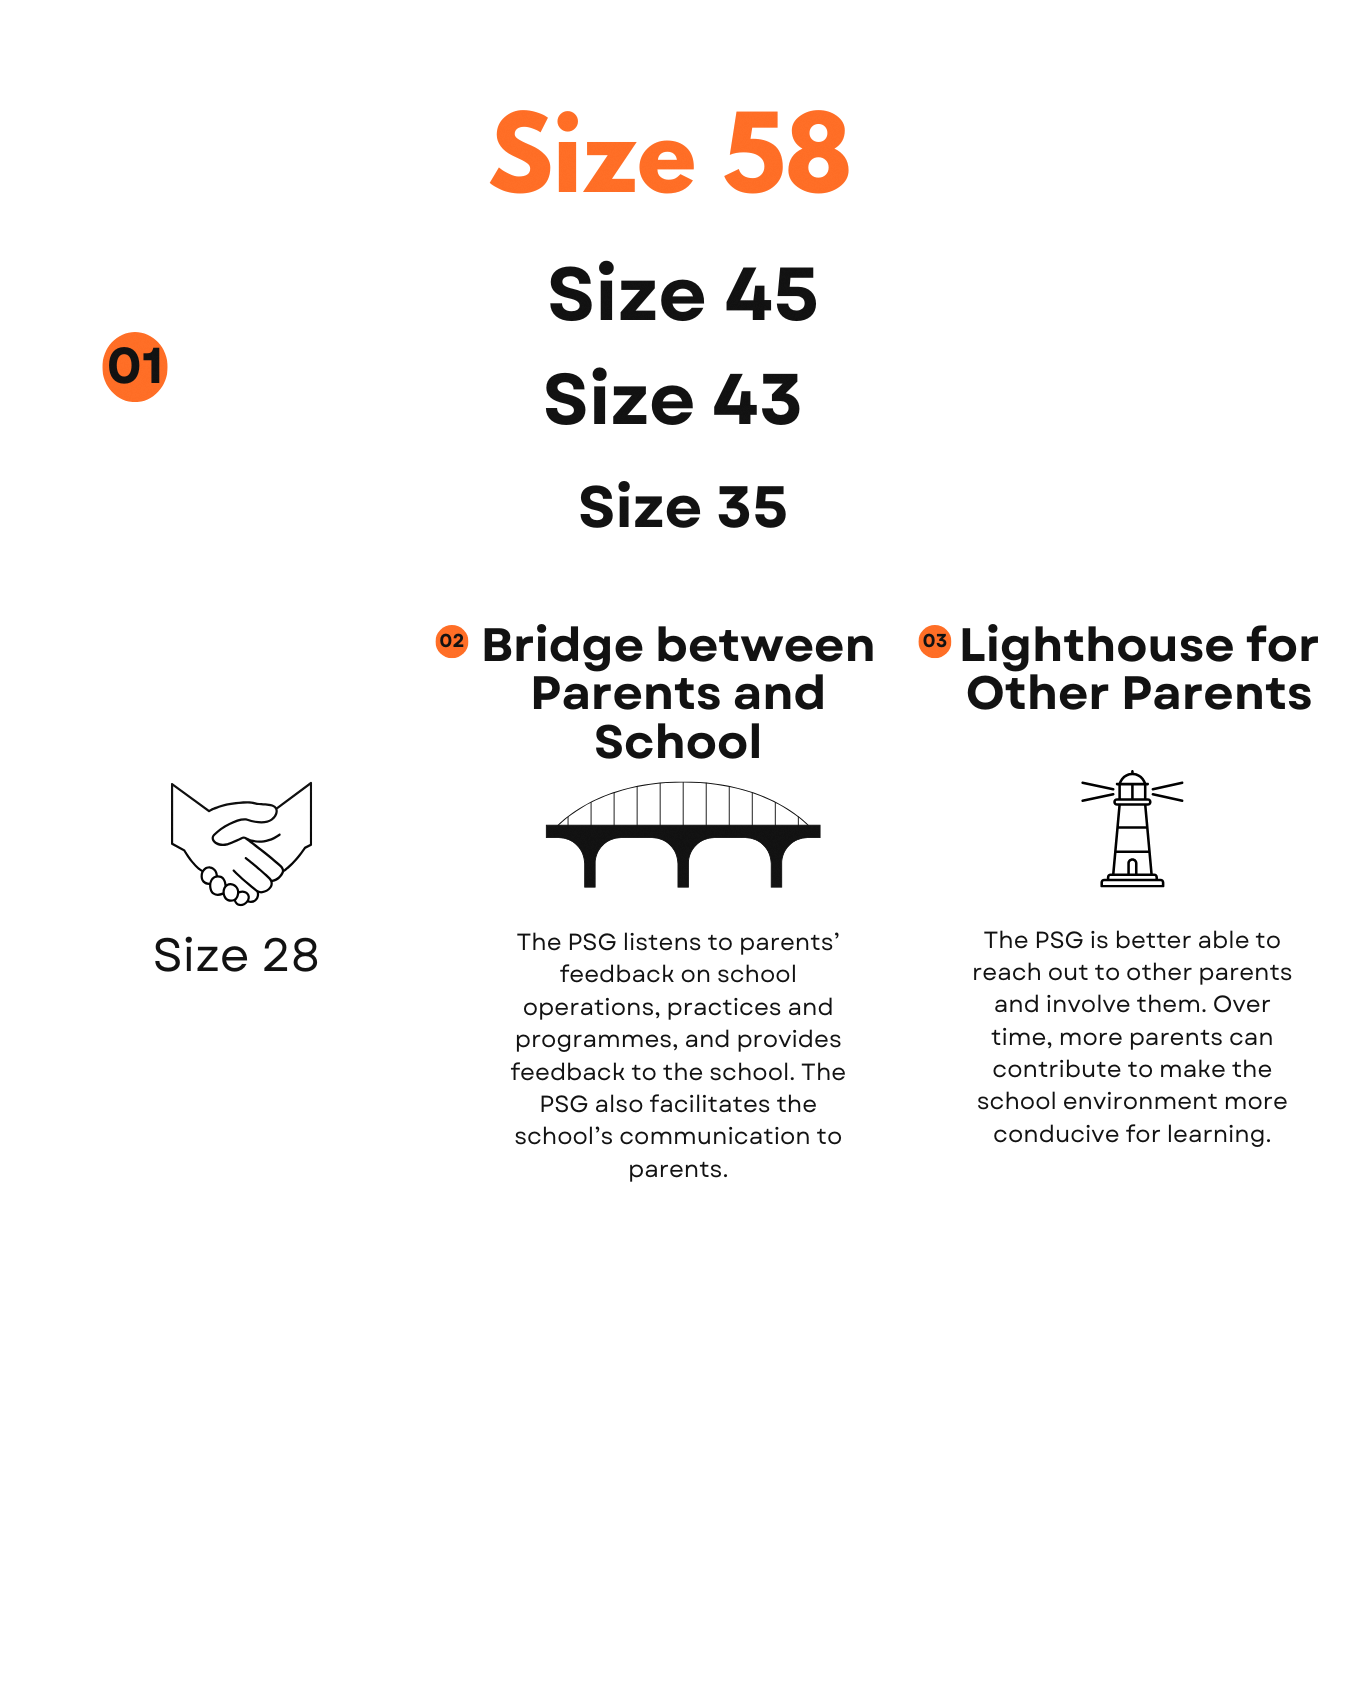 Size 58
Size 45
01
Size 43
Size 35
02
Bridge between
Parents and
School
The PSG listens to parents’
feedback on school
operations, practices and
programmes, and provides
feedback to the school. The
PSG also facilitates the
school’s communication to
parents.
03
Lighthouse for
Other Parents
The PSG is better able to
reach out to other parents
and involve them. Over
time, more parents can
contribute to make the
school environment more
conducive for learning.
Size 28